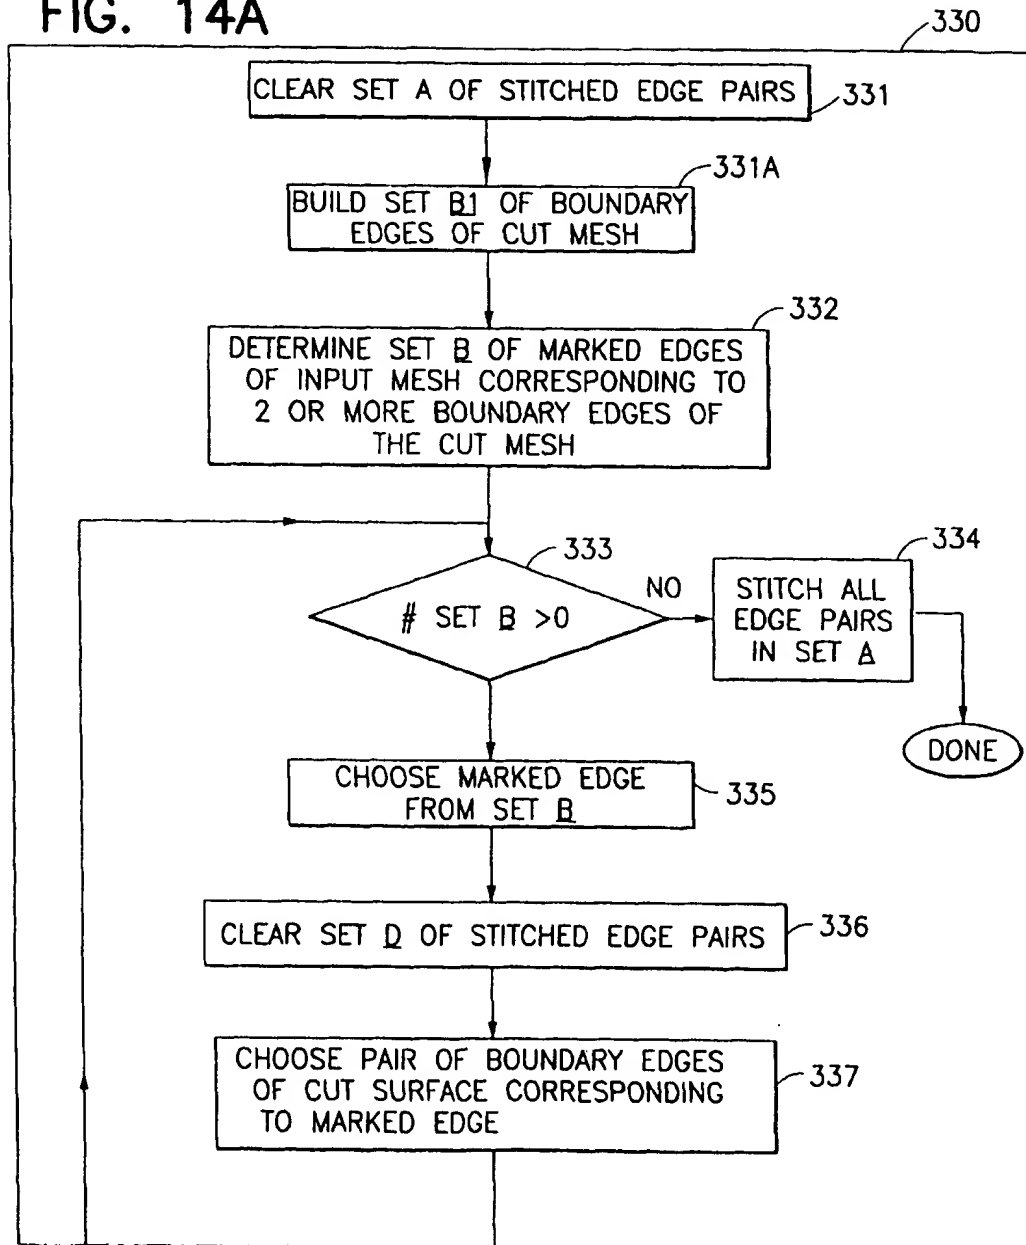 FIG. 14A
330
CLEAR SET A OF STITCHED EDGE PAIRS
331
331A
BUILD SET B1 OF BOUNDARY
EDGES OF CUT MESH
332
DETERMINE SET B OF MARKED EDGES
OF INPUT MESH CORRESPONDING TO
2 OR MORE BOUNDARY EDGES OF
THE CUT MESH
333
# SET B >0
NO
334
STITCH ALL
EDGE PAIRS
IN SET A
DONE
CHOOSE MARKED EDGE
FROM SET B
335
CLEAR SET D OF STITCHED EDGE PAIRS
336
CHOOSE PAIR OF BOUNDARY EDGES
OF CUT SURFACE CORRESPONDING
TO MARKED EDGE
337